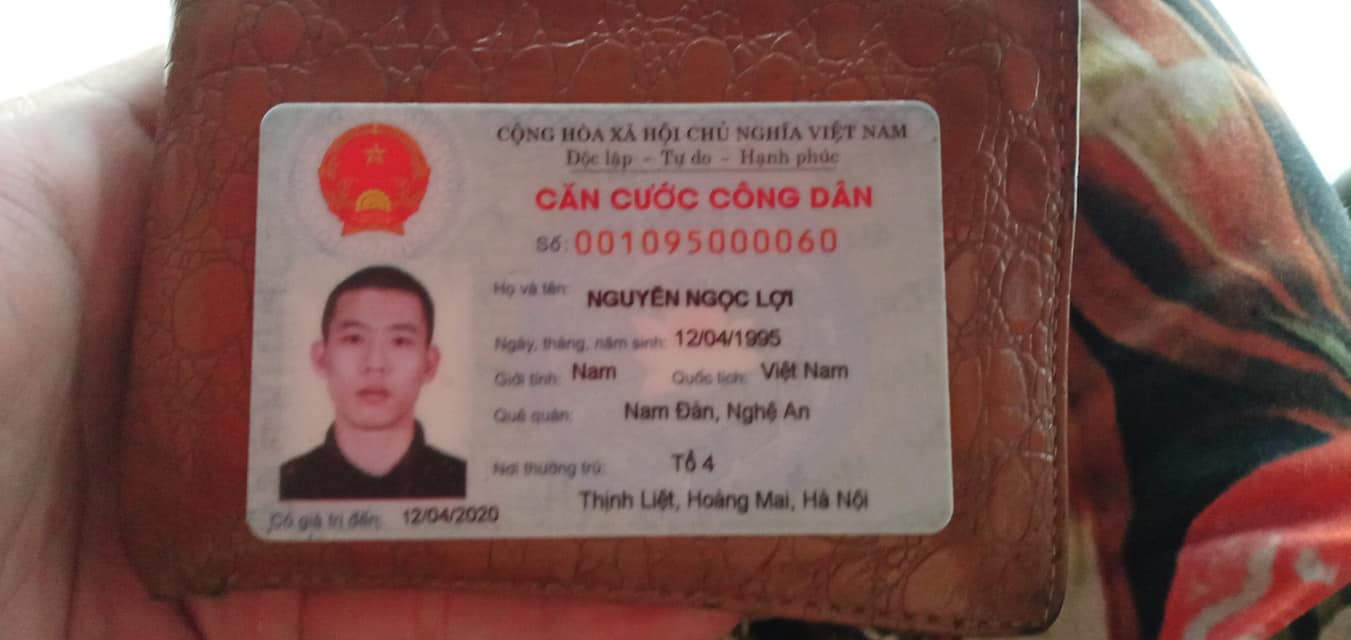 CỘNG HÒA XÃ HỘI CHỦ NGHĨA VIỆT NAM
Độc lập - Tự do - Hạnh phúc
CĂN CƯỚC CÔNG DÂN
Số: 001095000060
Họ và tên: NGUYỄN NGỌC LỢI
Ngày, tháng, năm sinh: 12/04/1995
Giới tính: Nam Quốc tịch: Việt Nam
Quê quán: Nam Đàn, Nghệ An
Nơi thường trú: Tổ 4
Thịnh Liệt, Hoàng Mai, Hà Nội
Có giá trị đến: 12/04/2020